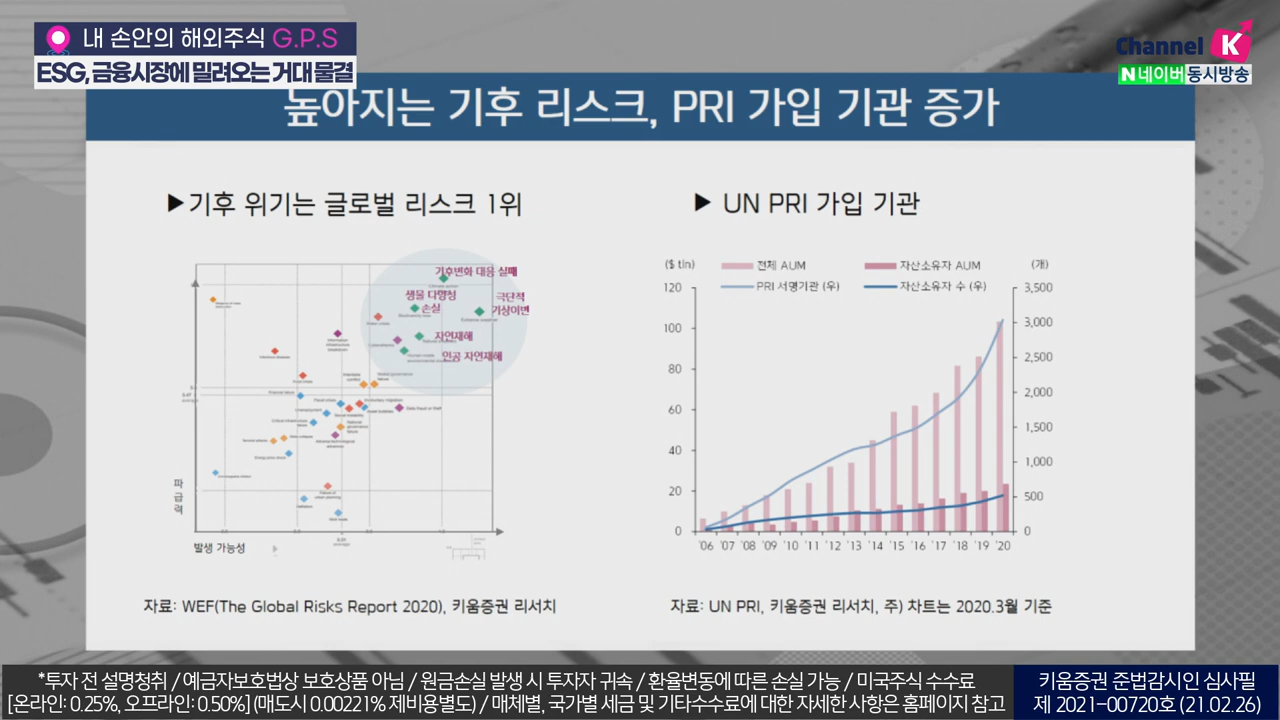 내 손안의 해외주식 G.P.S
ESG, 금융시장에 밀려오는 거대 물결
Channel K
N 네이버 동시방송
높아지는 기후 리스크, PRI 가입 기관 증가
▶기후 위기는 글로벌 리스크 1위
기후변화 대응 실패
생물 다양성
손실
극단적
기상이변
자연재해
인공 자연재해
Data fraud or theft
파
급
력
발생 가능성
자료: WEF(The Global Risks Report 2020), 키움증권 리서치
▶ UN PRI 가입 기관
($ tln)
전체 AUM
자산소유자 AUM
(개)
PRI 서명기관 (우)
자산소유자 수 (우)
120
100
80
60
40
20
0
3,500
3,000
2,500
2,000
1,500
1,000
500
0
'06 '07 '08 '09 '10 '11 '12 '13 '14 '15 '16 '17 '18 '19 '20
자료: UN PRI, 키움증권 리서치, 주) 차트는 2020.3월 기준
*투자 전 설명청취 / 예금자보호법상 보호상품 아님 / 원금손실 발생 시 투자자 귀속 / 환율변동에 따른 손실 가능 / 미국주식 수수료
[온라인: 0.25%, 오프라인: 0.50%] (매도시 0.00221% 제비용별도) / 매체별, 국가별 세금 및 기타수수료에 대한 자세한 사항은 홈페이지 참고
키움증권 준법감시인 심사필
제 2021-00720호 (21.02.26)